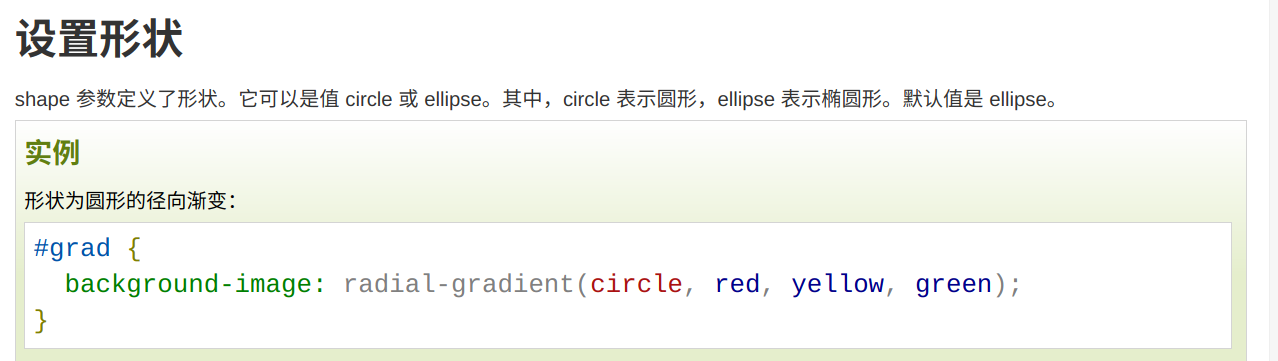 设置形状
shape 参数定义了形状。它可以是值 circle 或 ellipse。其中，circle 表示圆形，ellipse 表示椭圆形。默认值是 ellipse。
实例
形状为圆形的径向渐变：
#grad {
  background-image: radial-gradient(circle, red, yellow, green);
}